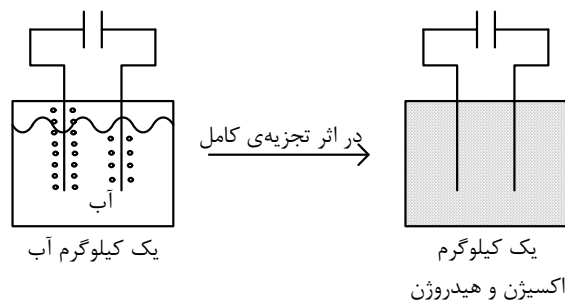 در اثر تجزیه‌ی کامل
آب
یک کیلوگرم آب
یک کیلوگرم
اکسیژن و هیدروژن